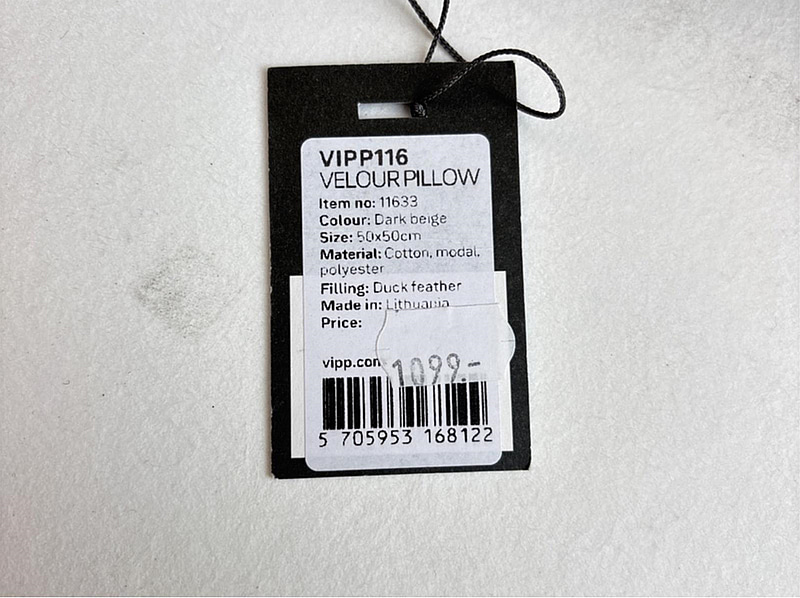 VIPP116
VELOUR PILLOW
Item no: 11633
Colour: Dark beige
Size: 50x50cm
Material: Cotton, modal,
polyester
Filling: Duck feather
Made in: Lithuania
Price:
vipp.com
1099.-
5 705953 168122